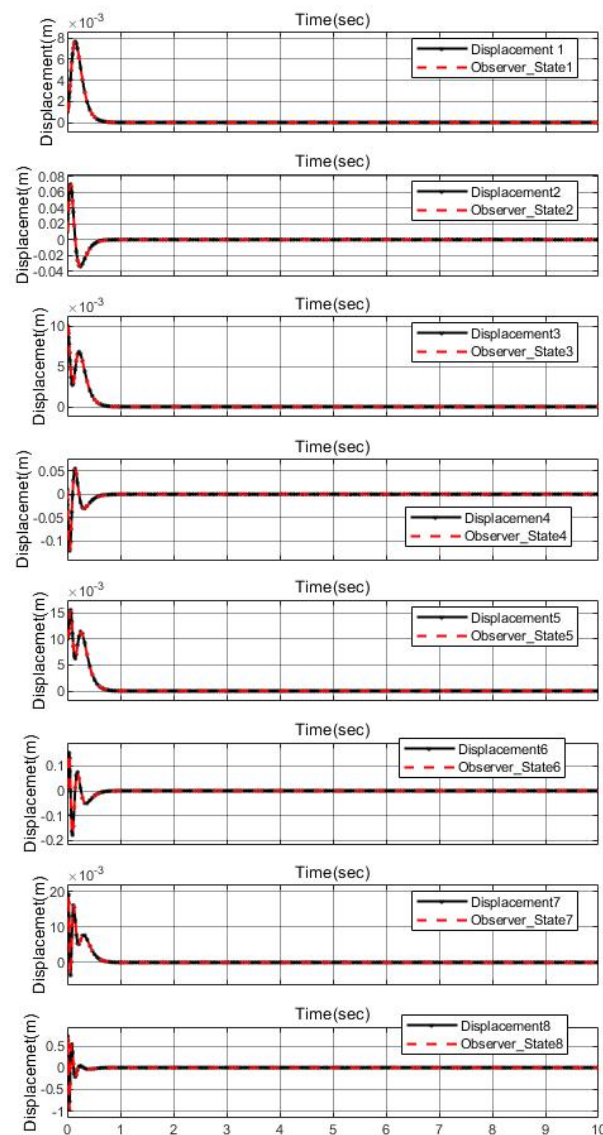 Time(sec)
×10-3
8
6
4
2
0
Displacement(m)
Displacement 1
Observer_State1
Time(sec)
0.08
0.06
0.04
0.02
0
-0.02
-0.04
Displacemet(m)
Displacement2
Observer_State2
Time(sec)
×10-3
10
5
0
Displacemet(m)
Displacement3
Observer_State3
Time(sec)
0.05
0
-0.05
-0.1
Displacemet(m)
Displacemen4
Observer_State4
Time(sec)
×10-3
15
10
5
0
Displacemet(m)
Displacement5
Observer_State5
Time(sec)
0.1
0
-0.1
-0.2
Displacemet(m)
Displacement6
Observer_State6
Time(sec)
×10-3
20
10
0
Displacemet(m)
Displacement7
Observer_State7
Time(sec)
0.5
0
-0.5
-1
Displacemet(m)
Displacement8
Observer_State8
0 1 2 3 4 5 6 7 8 9 10